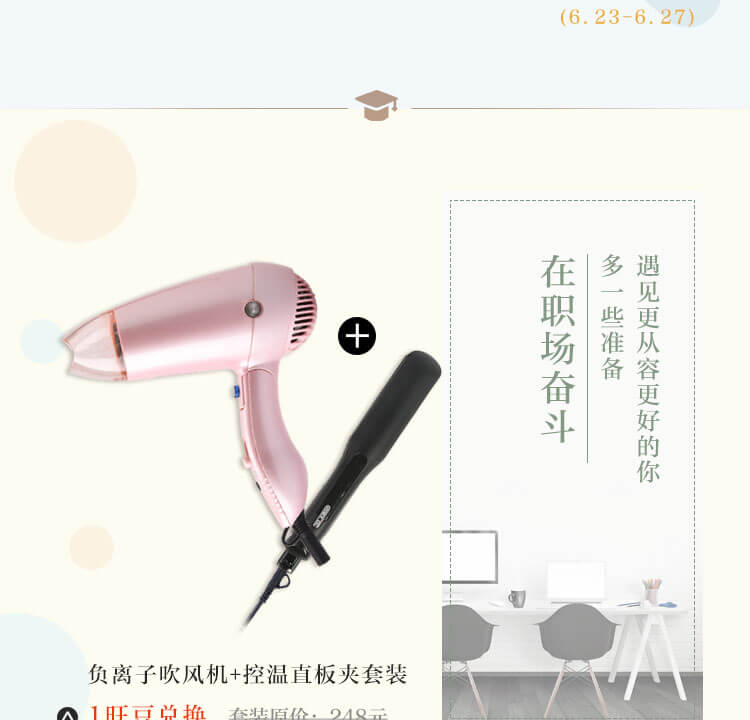 (6.23-6.27)
遇见更从容更好的你
多一些准备
在职场奋斗
负离子吹风机+控温直板夹套装
1旺豆兑换 套装原价：248元